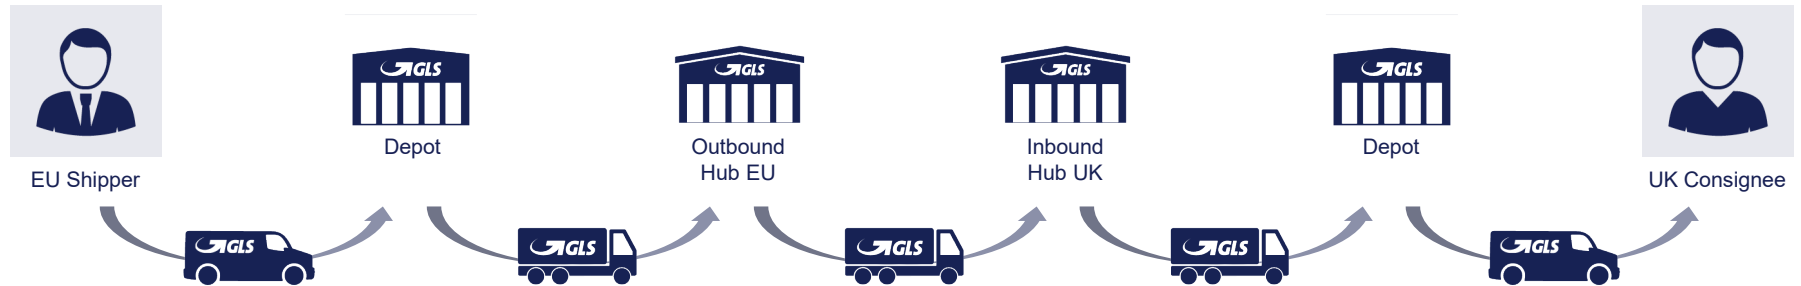 GLS
GLS
GLS
GLS
Depot
Outbound
Hub EU
Inbound
Hub UK
Depot
EU Shipper
UK Consignee
GLS
GLS
GLS
GLS
GLS